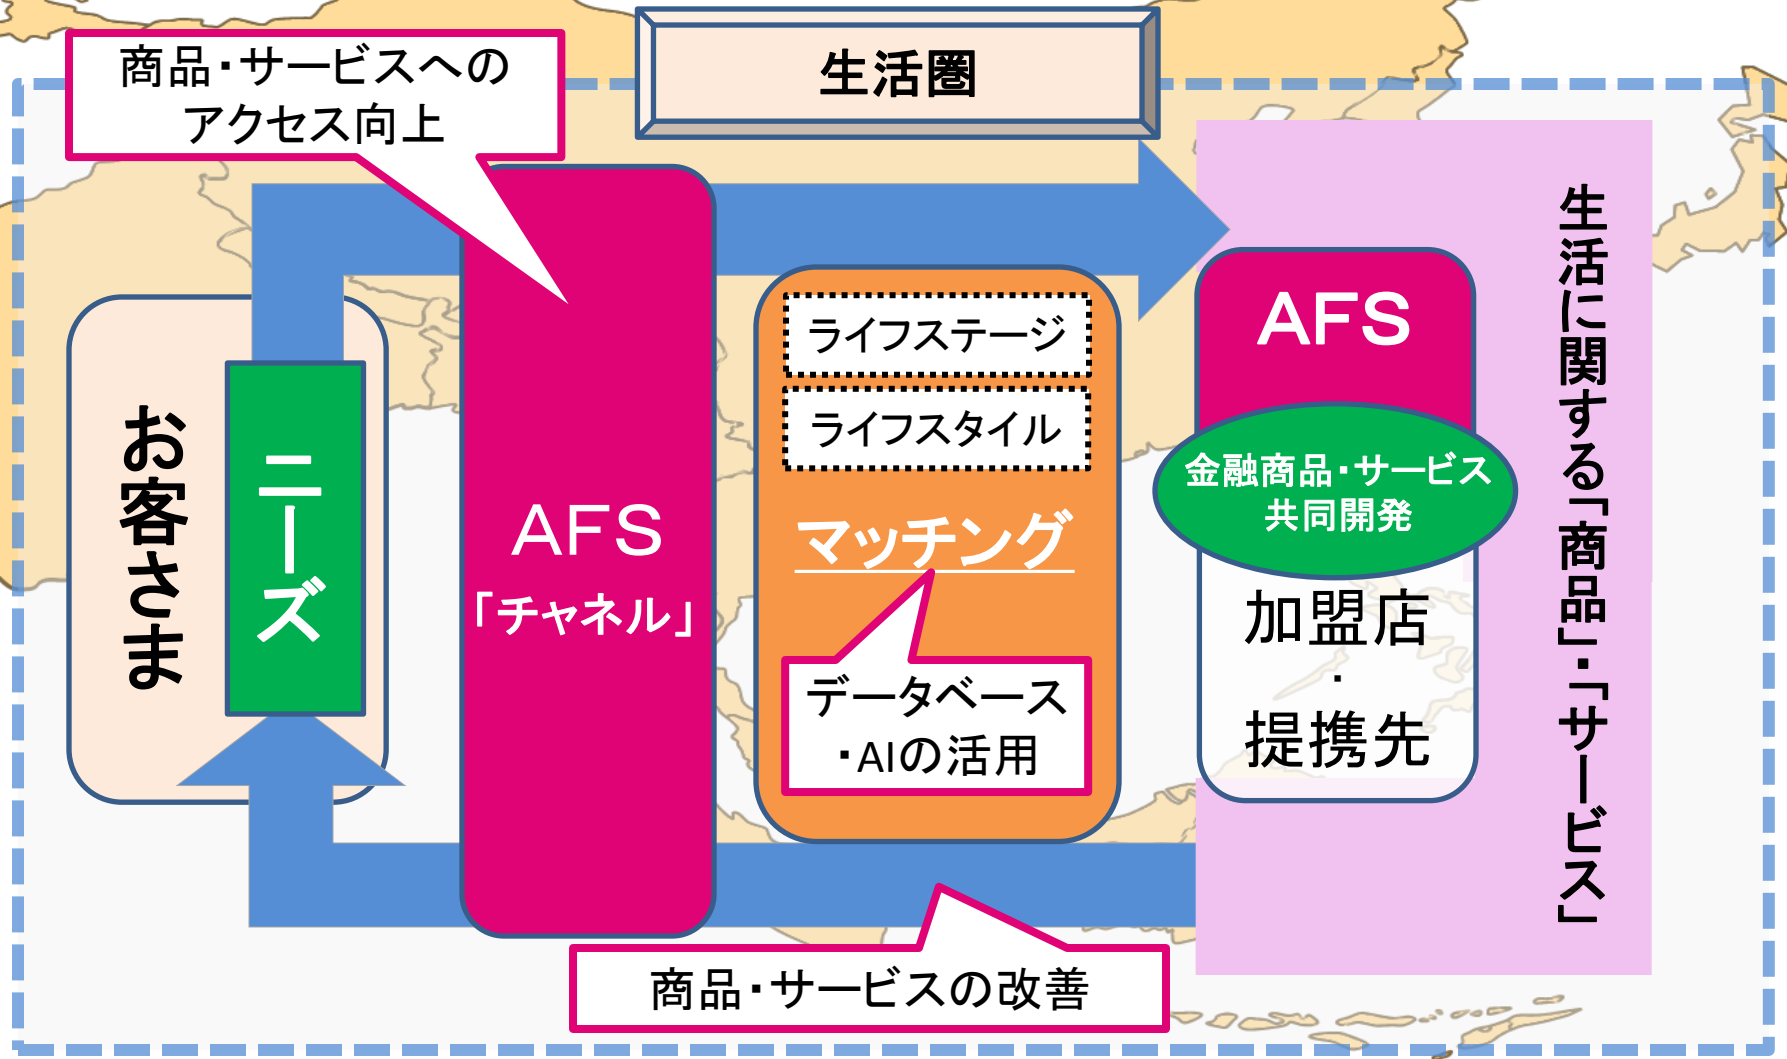 生活圏
商品・サービスへの
アクセス向上
お客さま
ニーズ
AFS
「チャネル」
ライフステージ
ライフスタイル
マッチング
データベース
・AIの活用
AFS
金融商品・サービス
共同開発
加盟店
・
提携先
生活に関する「商品」・「サービス」
商品・サービスの改善